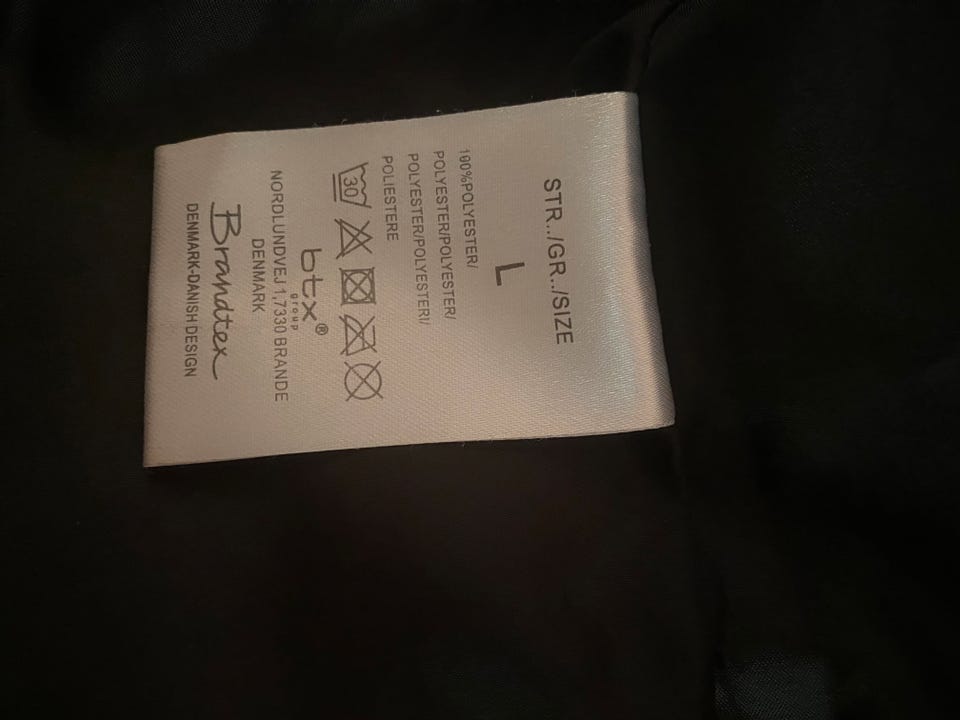 STR../GR../SIZE
L
100%POLYESTER/
POLYESTER/POLYESTER/
POLYESTER/POLYESTERI/
POLIESTERE
30
btx®
group
NORDLUNDVEJ 1,7330 BRANDE
DENMARK
Brandtex
DENMARK-DANISH DESIGN